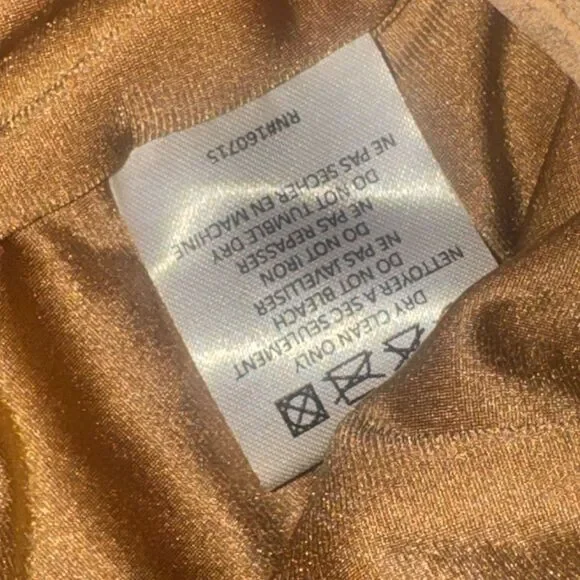 DRY CLEAN ONLY
NETTOYER A SEC SEULEMENT
DO NOT BLEACH
NE PAS JAVELLISER
DO NOT IRON
NE PAS REPASSER
DO NOT TUMBLE DRY
NE PAS SECHER EN MACHINE
RN#160715